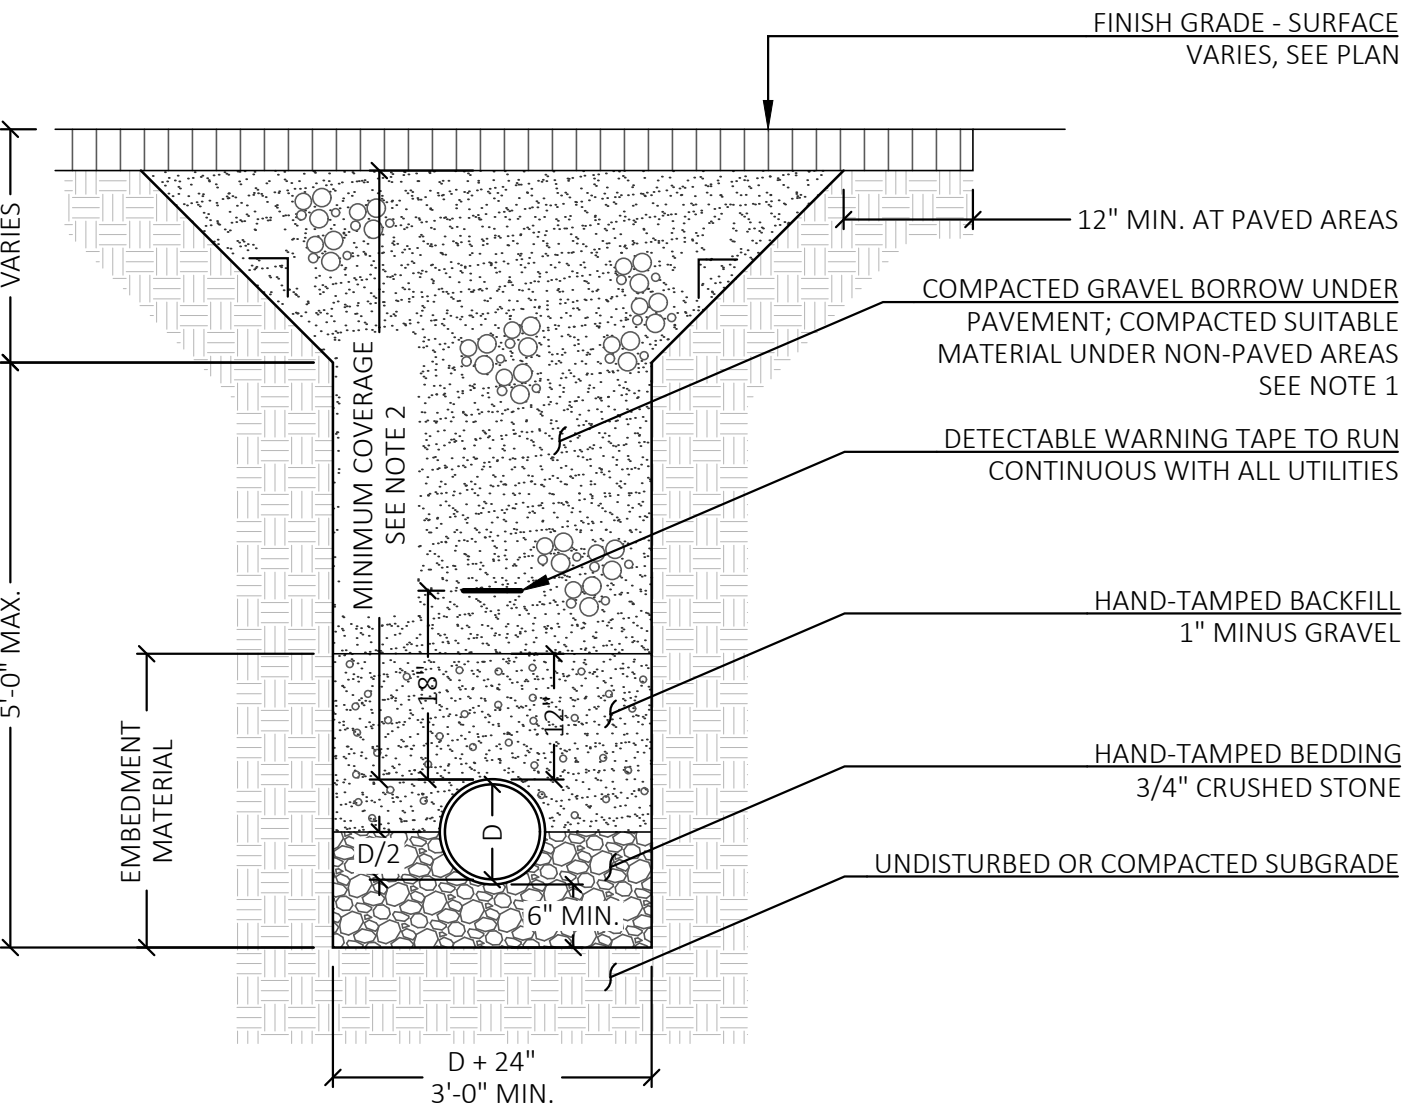 FINISH GRADE - SURFACE
VARIES, SEE PLAN
VARIES
12" MIN. AT PAVED AREAS
COMPACTED GRAVEL BORROW UNDER
PAVEMENT; COMPACTED SUITABLE
MATERIAL UNDER NON-PAVED AREAS
SEE NOTE 1
MINIMUM COVERAGE
SEE NOTE 2
DETECTABLE WARNING TAPE TO RUN
CONTINUOUS WITH ALL UTILITIES
5'-0" MAX.
HAND-TAMPED BACKFILL
1" MINUS GRAVEL
18"
12"
EMBEDMENT
MATERIAL
HAND-TAMPED BEDDING
3/4" CRUSHED STONE
D
D/2
UNDISTURBED OR COMPACTED SUBGRADE
6" MIN.
D + 24"
3'-0" MIN.